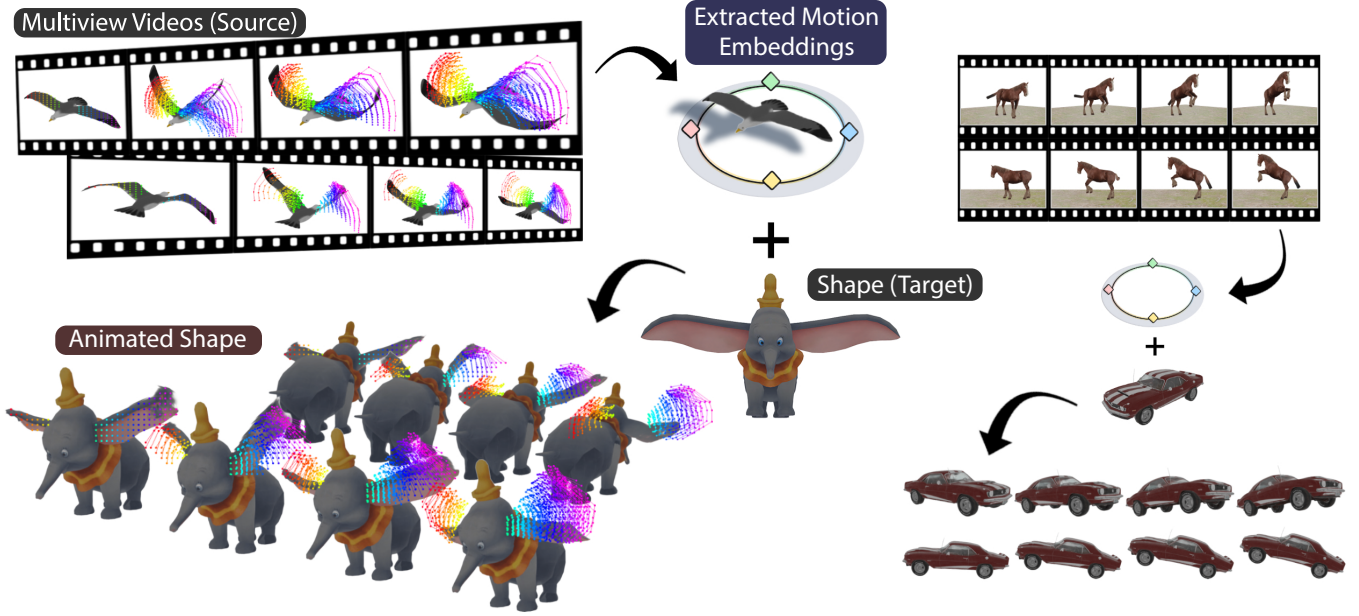 Multiview Videos (Source)
Extracted Motion
Embeddings
+
Shape (Target)
Animated Shape
+